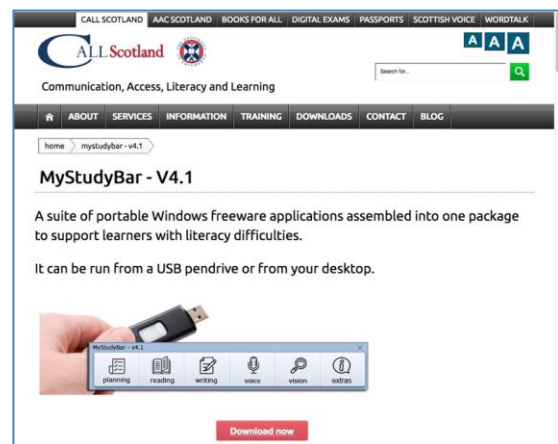 CALL SCOTLAND AAC SCOTLAND BOOKS FOR ALL DIGITAL EXAMS PASSPORTS SCOTTISH VOICE WORDTALK
CALL Scotland
A A A
Search for...
Communication, Access, Literacy and Learning
ABOUT SERVICES INFORMATION TRAINING DOWNLOADS CONTACT BLOG
home mystudybar - v4.1
MyStudyBar - V4.1
A suite of portable Windows freeware applications assembled into one package
to support learners with literacy difficulties.
It can be run from a USB pendrive or from your desktop.
MyStudyBar - v4.1
planning reading writing voice vision extras
Download now